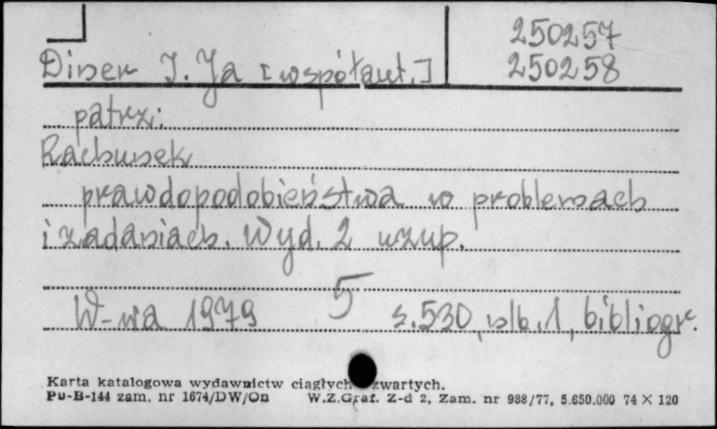 250257
Diner I. Ja [współaut.] 250258
patrz:
Rachunek
prawdopodobieństwa w problemach
i zadaniach. Wyd. 2 uzup.
W-wa 1979 5 s. 530, nlb. 1, bibliogr.
Karta katalogowa wydawnictw ciągłych zwartych.
Pu-B-144 zam. nr 1674/DW/On W.Z.Graf. Z-d 2, Zam. nr 988/77, 5.650.000 74 × 120